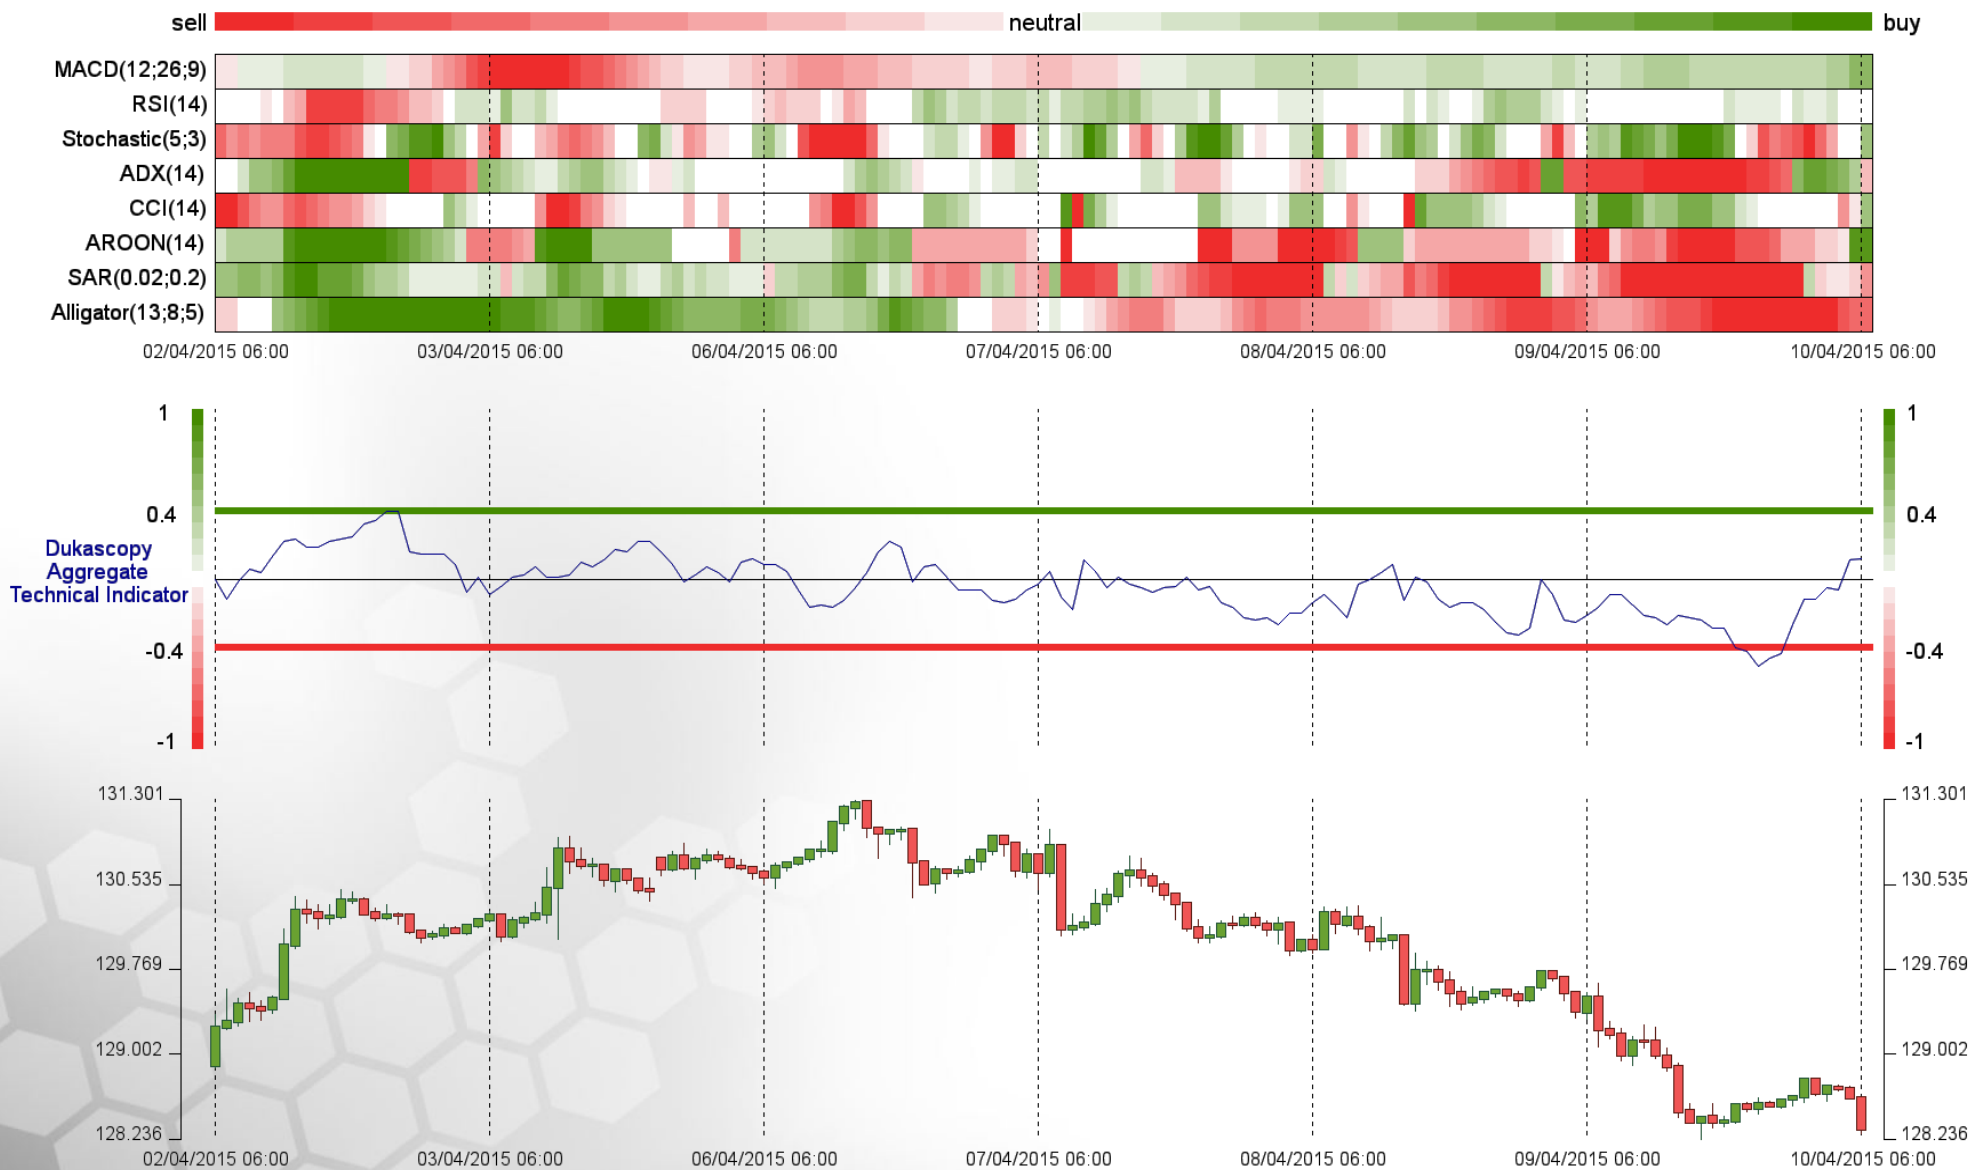 sell neutral buy
MACD(12;26;9)
RSI(14)
Stochastic(5;3)
ADX(14)
CCI(14)
AROON(14)
SAR(0.02;0.2)
Alligator(13;8;5)
02/04/2015 06:00 03/04/2015 06:00 06/04/2015 06:00 07/04/2015 06:00 08/04/2015 06:00 09/04/2015 06:00 10/04/2015 06:00
1 1
0.4 0.4
Dukascopy
Aggregate
Technical Indicator
-0.4 -0.4
-1 -1
131.301 131.301
130.535 130.535
129.769 129.769
129.002 129.002
128.236 128.236
02/04/2015 06:00 03/04/2015 06:00 06/04/2015 06:00 07/04/2015 06:00 08/04/2015 06:00 09/04/2015 06:00 10/04/2015 06:00